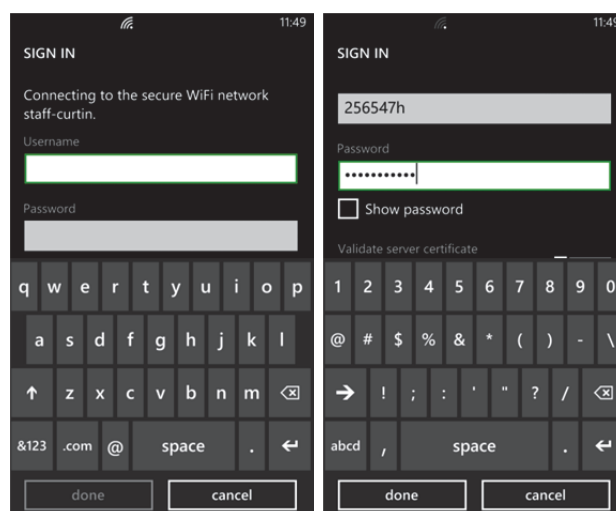 11:49
SIGN IN
Connecting to the secure WiFi network
staff-curtin.
Username
Password
q w e r t y u i o p
a s d f g h j k l
z x c v b n m
&123 .com @ space . 
done cancel
11:49
SIGN IN
256547h
Password
•••••••••••
Show password
Validate server certificate
1 2 3 4 5 6 7 8 9 0
@ # $ % & * ( ) - \
! ; : ' " ? /
abcd , space .
done cancel